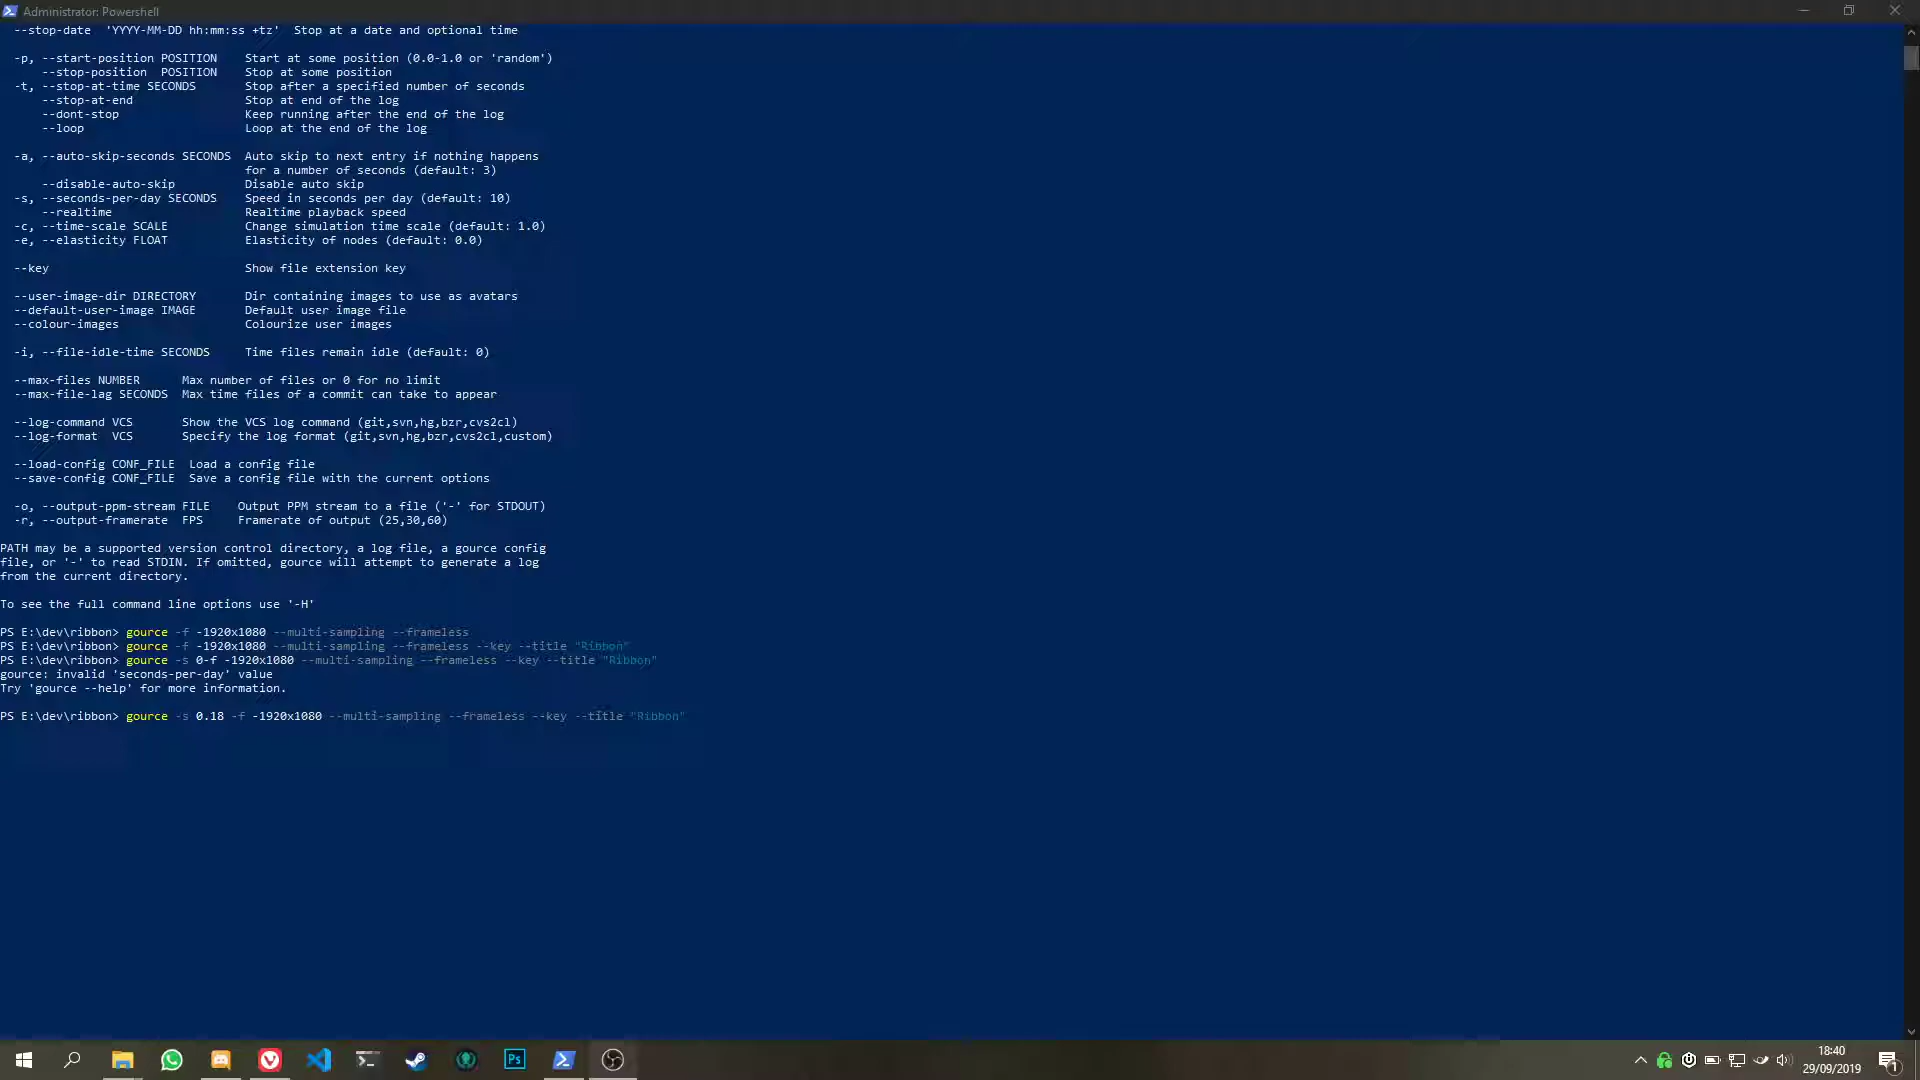 Administrator: Powershell
--stop-date  'YYYY-MM-DD hh:mm:ss +tz'  Stop at a date and optional time
-p, --start-position POSITION    Start at some position (0.0-1.0 or 'random')
--stop-position  POSITION    Stop at some position
-t, --stop-at-time SECONDS       Stop after a specified number of seconds
--stop-at-end                Stop at end of the log
--dont-stop                  Keep running after the end of the log
--loop                       Loop at the end of the log
-a, --auto-skip-seconds SECONDS  Auto skip to next entry if nothing happens
for a number of seconds (default: 3)
--disable-auto-skip          Disable auto skip
-s, --seconds-per-day SECONDS    Speed in seconds per day (default: 10)
--realtime                   Realtime playback speed
-c, --time-scale SCALE           Change simulation time scale (default: 1.0)
-e, --elasticity FLOAT           Elasticity of nodes (default: 0.0)
--key                            Show file extension key
--user-image-dir DIRECTORY       Dir containing images to use as avatars
--default-user-image IMAGE       Default user image file
--colour-images                  Colourize user images
-i, --file-idle-time SECONDS     Time files remain idle (default: 0)
--max-files NUMBER      Max number of files or 0 for no limit
--max-file-lag SECONDS  Max time files of a commit can take to appear
--log-command VCS       Show the VCS log command (git,svn,hg,bzr,cvs2cl)
--log-format  VCS       Specify the log format (git,svn,hg,bzr,cvs2cl,custom)
--load-config CONF_FILE  Load a config file
--save-config CONF_FILE  Save a config file with the current options
-o, --output-ppm-stream FILE    Output PPM stream to a file ('-' for STDOUT)
-r, --output-framerate  FPS     Framerate of output (25,30,60)
PATH may be a supported version control directory, a log file, a gource config
file, or '-' to read STDIN. If omitted, gource will attempt to generate a log
from the current directory.
To see the full command line options use '-H'
PS E:\dev\ribbon> gource -f -1920x1080 --multi-sampling --frameless
PS E:\dev\ribbon> gource -f -1920x1080 --multi-sampling --frameless --key --title "Ribbon"
PS E:\dev\ribbon> gource -s 0-f -1920x1080 --multi-sampling --frameless --key --title "Ribbon"
gource: invalid 'seconds-per-day' value
Try 'gource --help' for more information.
PS E:\dev\ribbon> gource -s 0.18 -f -1920x1080 --multi-sampling --frameless --key --title "Ribbon"
Ps
18:40
29/09/2019
1